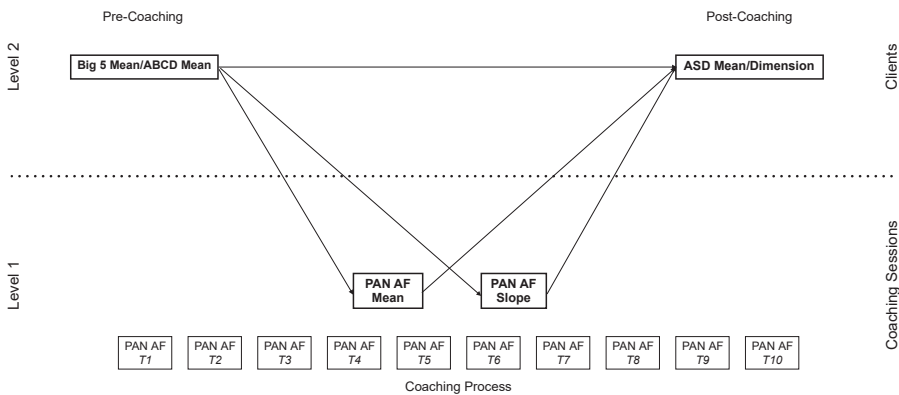 Pre-Coaching
Post-Coaching
Level 2
Big 5 Mean/ABCD Mean
ASD Mean/Dimension
Clients
Level 1
PAN AF
Mean
PAN AF
Slope
Coaching Sessions
PAN AF
T1
PAN AF
T2
PAN AF
T3
PAN AF
T4
PAN AF
T5
PAN AF
T6
PAN AF
T7
PAN AF
T8
PAN AF
T9
PAN AF
T10
Coaching Process